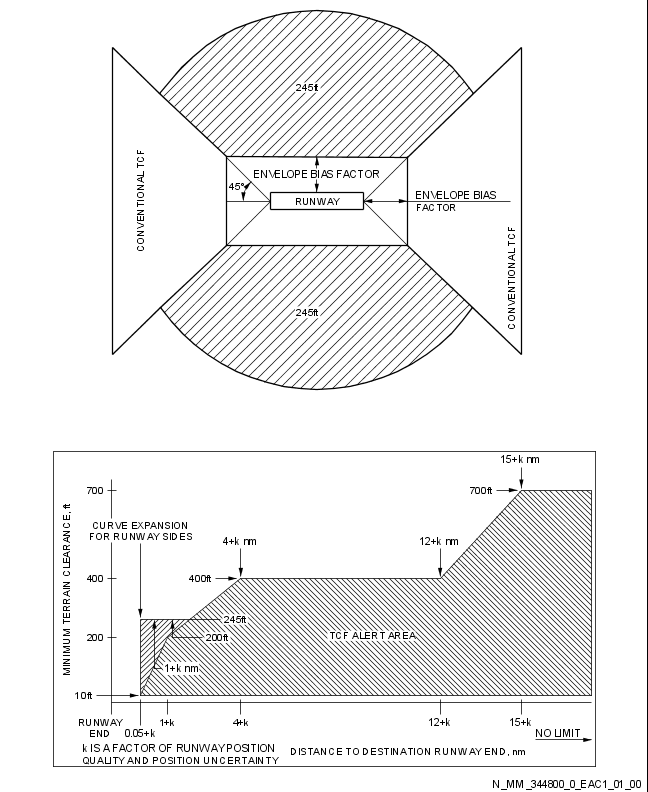 245ft
CONVENTIONAL TCF
ENVELOPE BIAS FACTOR
45°
RUNWAY
ENVELOPE BIAS
FACTOR
CONVENTIONAL TCF
245ft
15+k nm
700
700ft
MINIMUM TERRAIN CLEARANCE, ft
CURVE EXPANSION
FOR RUNWAY SIDES
4+k nm
12+k nm
400
400ft
245ft
200
200ft
TCF ALERT AREA
1+k nm
10ft
RUNWAY
END
0.05+k
1+k
4+k
12+k
15+k
NO LIMIT
k IS A FACTOR OF RUNWAY POSITION
QUALITY AND POSITION UNCERTAINTY
DISTANCE TO DESTINATION RUNWAY END, nm
N_MM_344800_0_EAC1_01_00